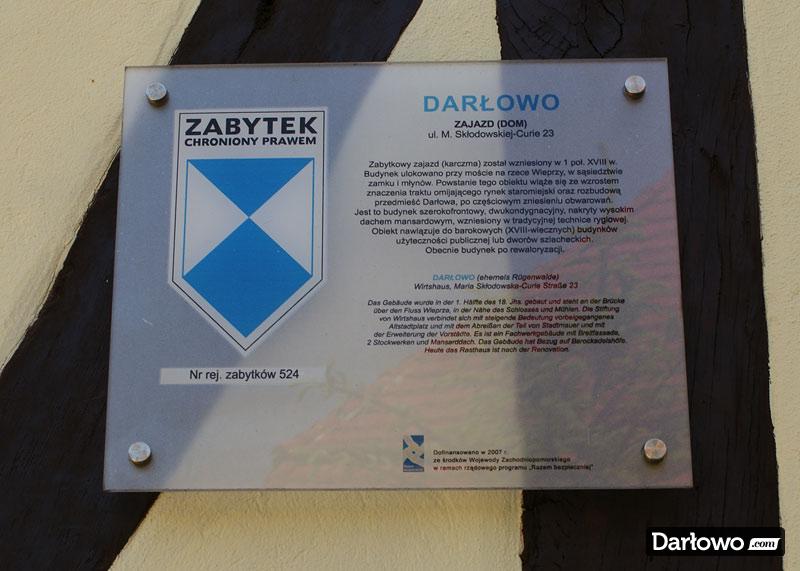 ZABYTEK
CHRONIONY PRAWEM
Nr rej. zabytków 524
DARŁOWO
ZAJAZD (DOM)
ul. M. Skłodowskiej-Curie 23
Zabytkowy zajazd (karczma) został wzniesiony w 1 poł. XVIII w.
Budynek ulokowano przy moście na rzece Wieprzy, w sąsiedztwie
zamku i młynów. Powstanie tego obiektu wiąże się ze wzrostem
znaczenia traktu omijającego rynek staromiejski oraz rozbudową
przedmieść Darłowa, po częściowym zniesieniu obwarowań.
Jest to budynek szerokofrontowy, dwukondygnacyjny, nakryty wysokim
dachem mansardowym, wzniesiony w tradycyjnej technice ryglowej.
Obiekt nawiązuje do barokowych (XVIII-wiecznych) budynków
użyteczności publicznej lub dworów szlacheckich.
Obecnie budynek po rewaloryzacji.
DARŁOWO (ehemels Rügenwalde)
Wirtshaus, Maria Skłodowska-Curie Straße 23
Das Gebäude wurde in der 1. Hälfte des 18. Jhs. gebaut und steht an der Brücke
über den Fluss Wieprza, in der Nähe des Schlosses und Mühlen. Die Stiftung
von Wirtshaus verbindet sich mit steigende Bedeutung vorbeigegangenes
Altstadtplatz und mit dem Abreißen der Teil von Stadtmauer und mit
der Erweiterung der Vorstädte. Es ist ein Fachwerkgebäude mit Breitfassade,
2 Stockwerken und Mansarddach. Das Gebäude hat Bezug auf Barockadelshöfe.
Heute das Rasthaus ist nach der Renovation.
Dofinansowano w 2007 r.
ze środków Wojewody Zachodniopomorskiego
w ramach rządowego programu „Razem bezpieczniej"
Darłowo.com